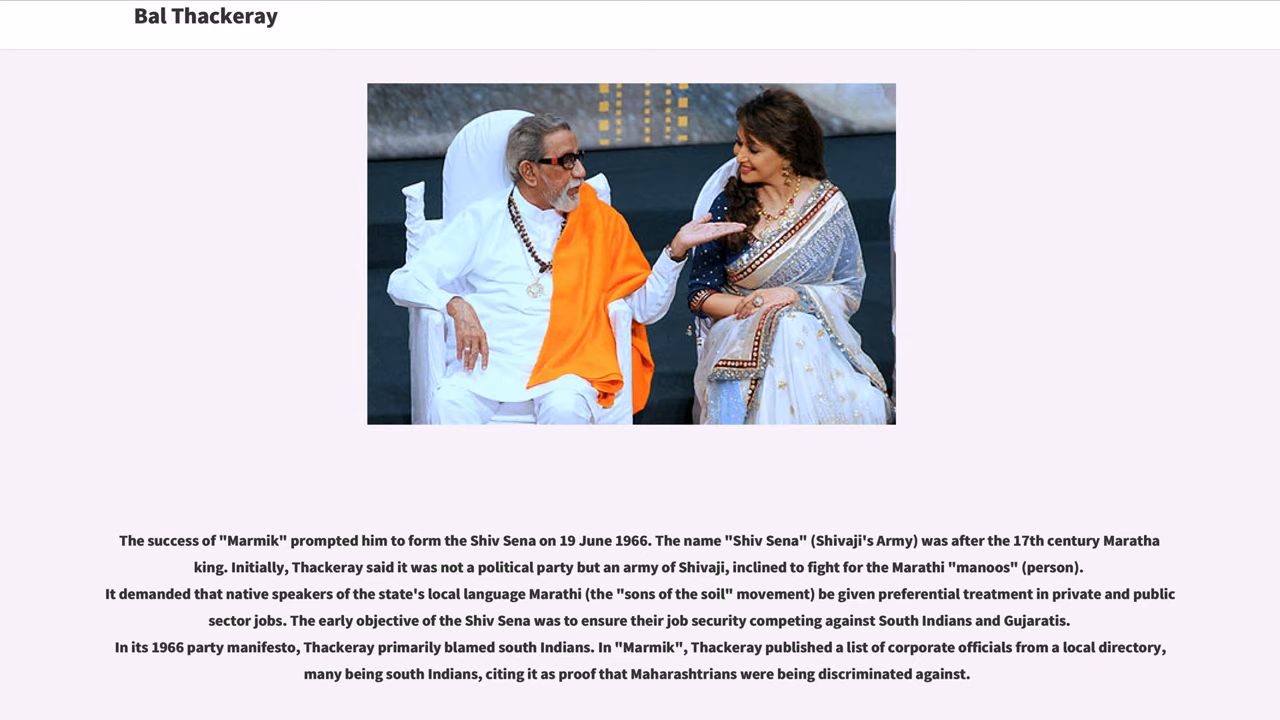 Bal Thackeray
The success of "Marmik" prompted him to form the Shiv Sena on 19 June 1966. The name "Shiv Sena" (Shivaji's Army) was after the 17th century Maratha
king. Initially, Thackeray said it was not a political party but an army of Shivaji, inclined to fight for the Marathi "manoos" (person).
It demanded that native speakers of the state's local language Marathi (the "sons of the soil" movement) be given preferential treatment in private and public
sector jobs. The early objective of the Shiv Sena was to ensure their job security competing against South Indians and Gujaratis.
In its 1966 party manifesto, Thackeray primarily blamed south Indians. In "Marmik", Thackeray published a list of corporate officials from a local directory,
many being south Indians, citing it as proof that Maharashtrians were being discriminated against.